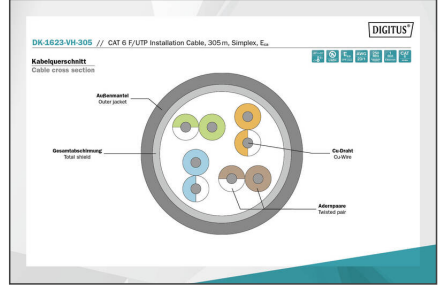 DIGITUS®
DK-1623-VH-305 // CAT 6 F/UTP Installation Cable, 305 m, Simplex, Eca
Kabelquerschnitt
Cable cross section
Außenmantel
Outer jacket
Gesamtabschirmung
Total shield
Cu-Draht
Cu-Wire
Adernpaare
Twisted pair